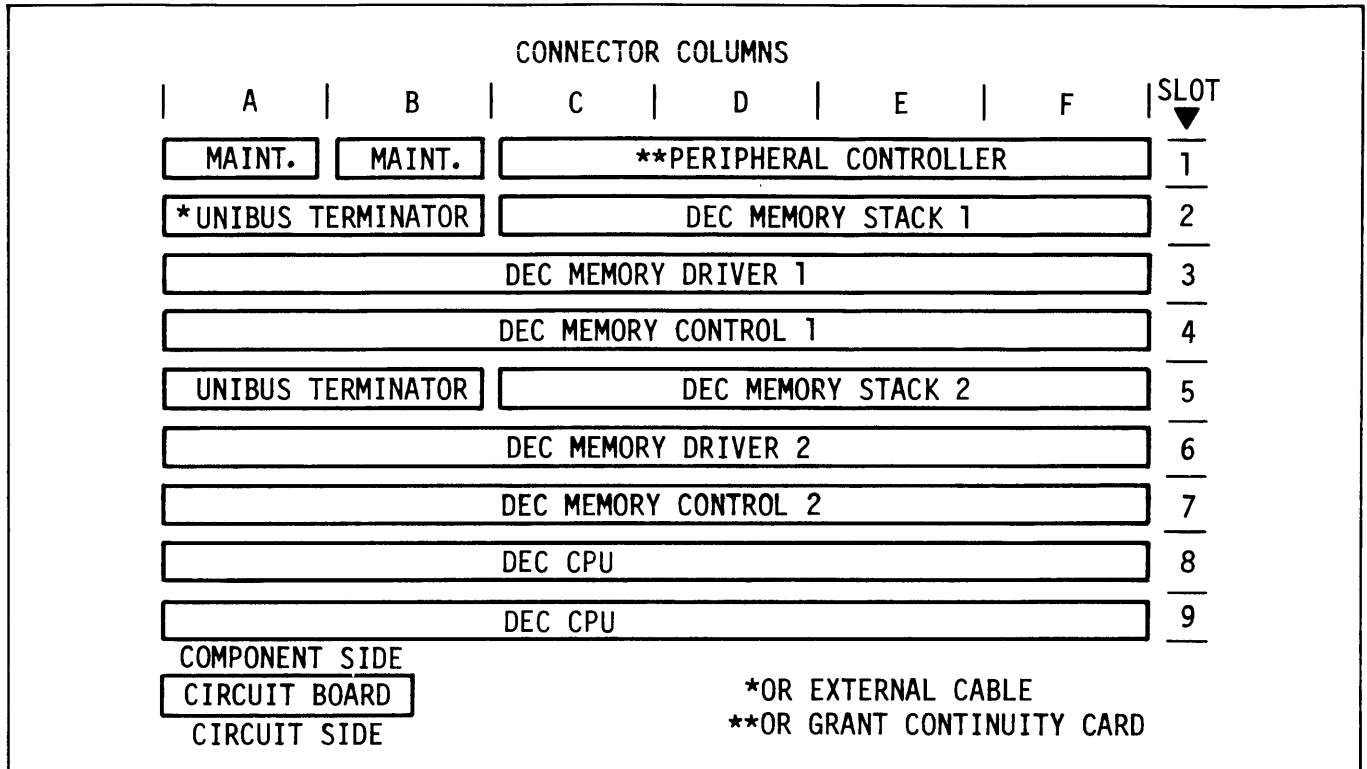 CONNECTOR COLUMNS
| A | B | C | D | E | F | SLOT
▼
MAINT. MAINT. **PERIPHERAL CONTROLLER 1
*UNIBUS TERMINATOR DEC MEMORY STACK 1 2
DEC MEMORY DRIVER 1 3
DEC MEMORY CONTROL 1 4
UNIBUS TERMINATOR DEC MEMORY STACK 2 5
DEC MEMORY DRIVER 2 6
DEC MEMORY CONTROL 2 7
DEC CPU 8
DEC CPU 9
COMPONENT SIDE
CIRCUIT BOARD *OR EXTERNAL CABLE
CIRCUIT SIDE **OR GRANT CONTINUITY CARD